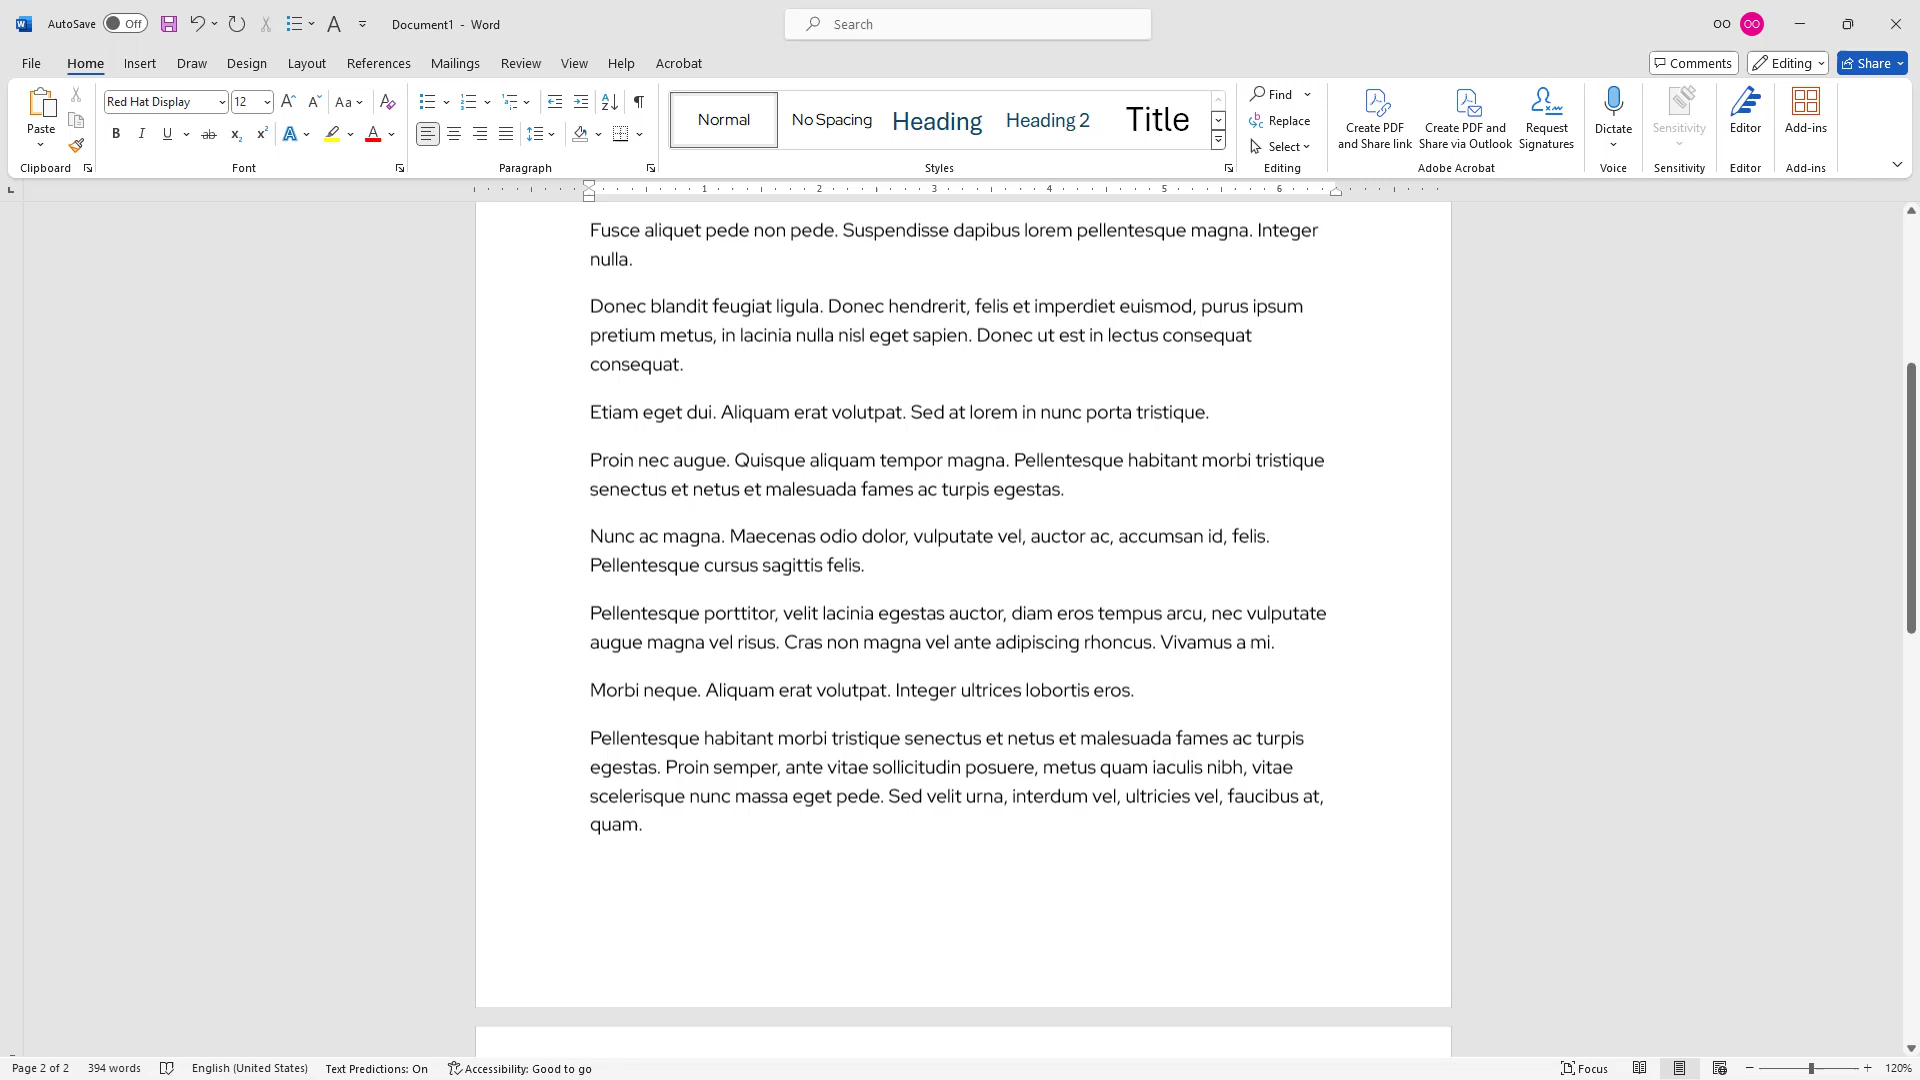 AutoSave Off Document1 - Word Search OO OO
File Home Insert Draw Design Layout References Mailings Review View Help Acrobat Comments Editing Share
Paste
Clipboard
Red Hat Display 12
Font
Paragraph
Normal No Spacing Heading Heading 2 Title
Styles
Find
Replace
Select
Editing
Create PDF and Share link
Create PDF and Share via Outlook
Request Signatures
Adobe Acrobat
Dictate
Voice
Sensitivity
Sensitivity
Editor
Editor
Add-ins
Add-ins
1 2 3 4 5 6
Fusce aliquet pede non pede. Suspendisse dapibus lorem pellentesque magna. Integer
nulla.
Donec blandit feugiat ligula. Donec hendrerit, felis et imperdiet euismod, purus ipsum
pretium metus, in lacinia nulla nisl eget sapien. Donec ut est in lectus consequat
consequat.
Etiam eget dui. Aliquam erat volutpat. Sed at lorem in nunc porta tristique.
Proin nec augue. Quisque aliquam tempor magna. Pellentesque habitant morbi tristique
senectus et netus et malesuada fames ac turpis egestas.
Nunc ac magna. Maecenas odio dolor, vulputate vel, auctor ac, accumsan id, felis.
Pellentesque cursus sagittis felis.
Pellentesque porttitor, velit lacinia egestas auctor, diam eros tempus arcu, nec vulputate
augue magna vel risus. Cras non magna vel ante adipiscing rhoncus. Vivamus a mi.
Morbi neque. Aliquam erat volutpat. Integer ultrices lobortis eros.
Pellentesque habitant morbi tristique senectus et netus et malesuada fames ac turpis
egestas. Proin semper, ante vitae sollicitudin posuere, metus quam iaculis nibh, vitae
scelerisque nunc massa eget pede. Sed velit urna, interdum vel, ultricies vel, faucibus at,
quam.
Page 2 of 2 394 words English (United States) Text Predictions: On Accessibility: Good to go Focus 120%